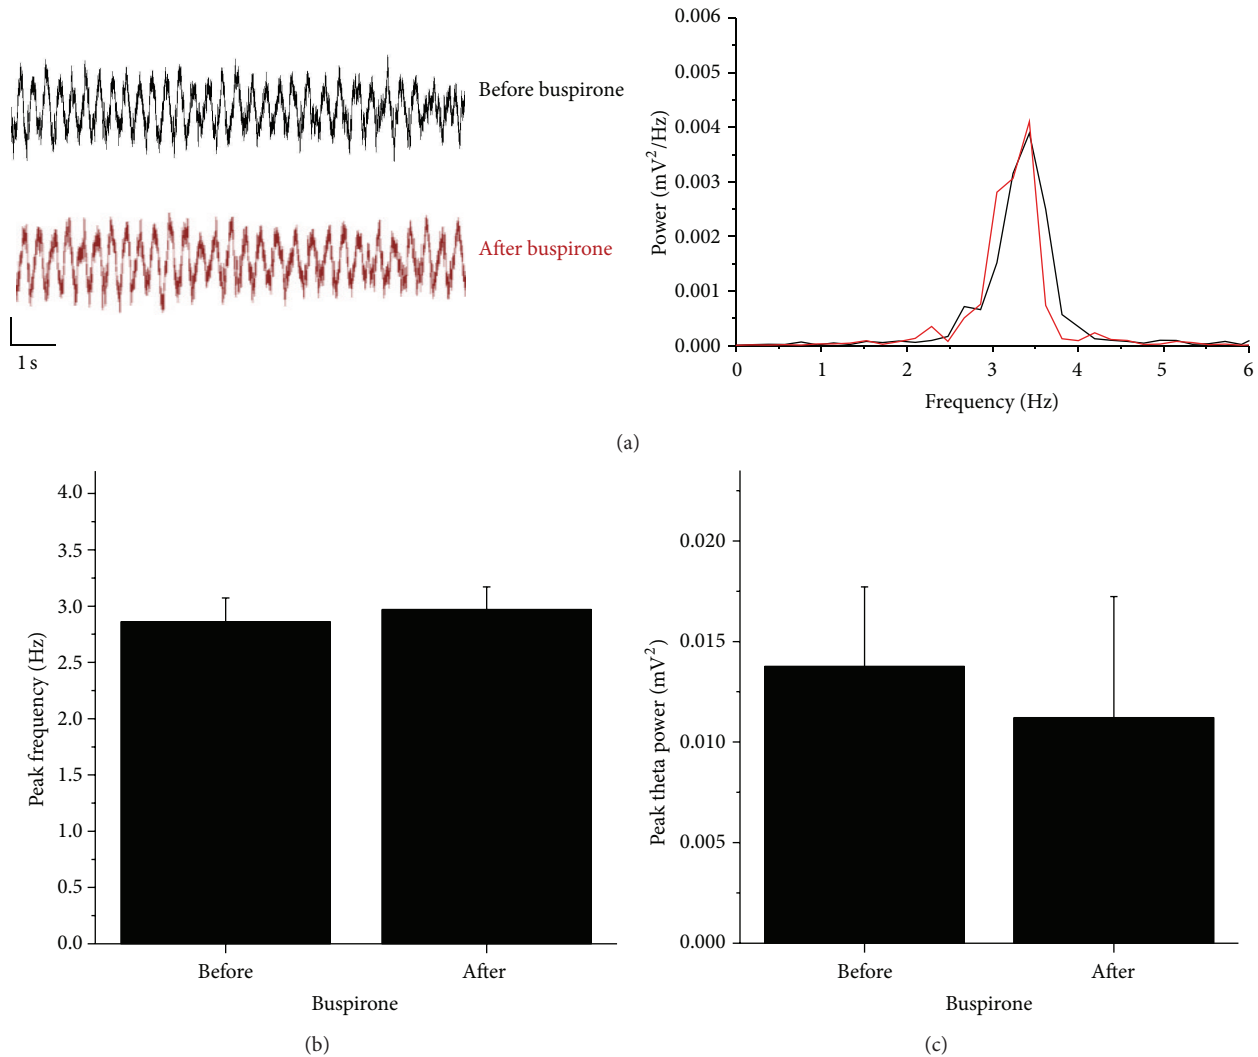 Before buspirone
After buspirone
1 s
0.006
0.005
0.004
0.003
0.002
0.001
0.000
Power (mV²/Hz)
0 1 2 3 4 5 6
Frequency (Hz)
(a)
4.0
3.5
3.0
2.5
2.0
1.5
1.0
0.5
0.0
Peak frequency (Hz)
Before After
Buspirone
(b)
0.020
0.015
0.010
0.005
0.000
Peak theta power (mV²)
Before After
Buspirone
(c)